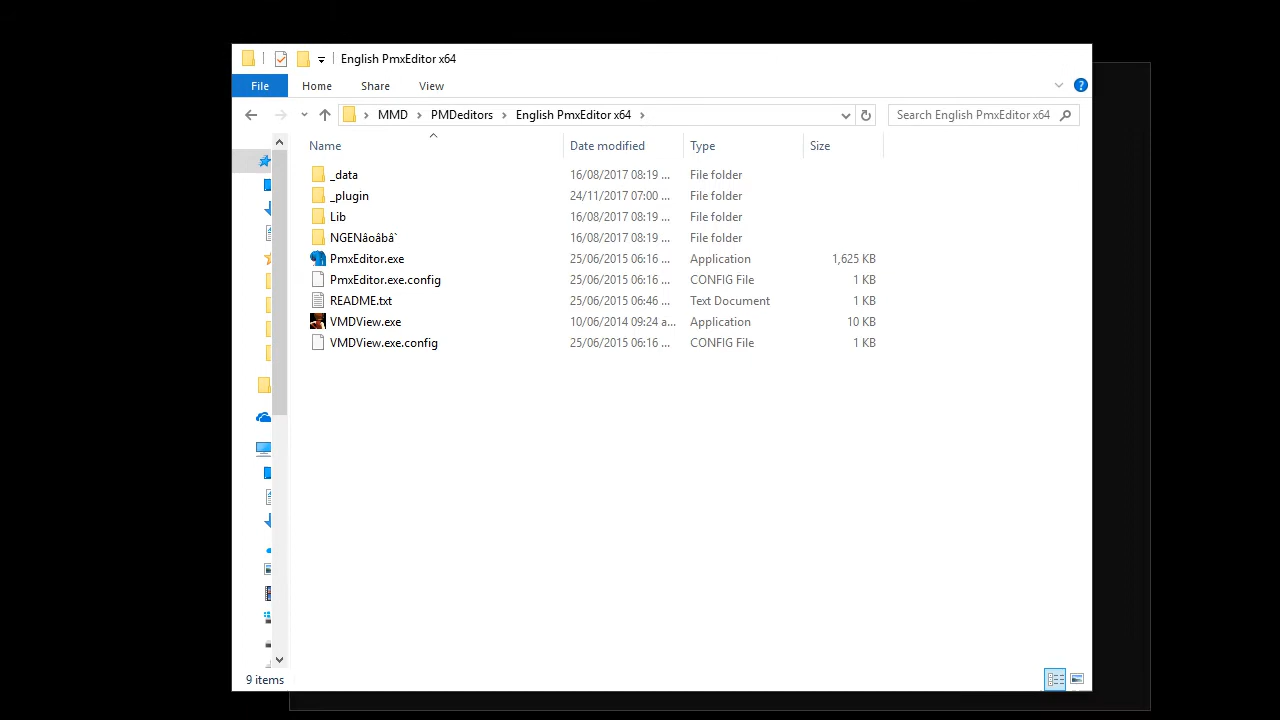 English PmxEditor x64
File Home Share View
MMD > PMDeditors > English PmxEditor x64 > Search English PmxEditor x64
Name Date modified Type Size
_data 16/08/2017 08:19 ... File folder
_plugin 24/11/2017 07:00 ... File folder
Lib 16/08/2017 08:19 ... File folder
NGENâoâbâ` 16/08/2017 08:19 ... File folder
PmxEditor.exe 25/06/2015 06:16 ... Application 1,625 KB
PmxEditor.exe.config 25/06/2015 06:16 ... CONFIG File 1 KB
README.txt 25/06/2015 06:46 ... Text Document 1 KB
VMDView.exe 10/06/2014 09:24 a... Application 10 KB
VMDView.exe.config 25/06/2015 06:16 ... CONFIG File 1 KB
9 items